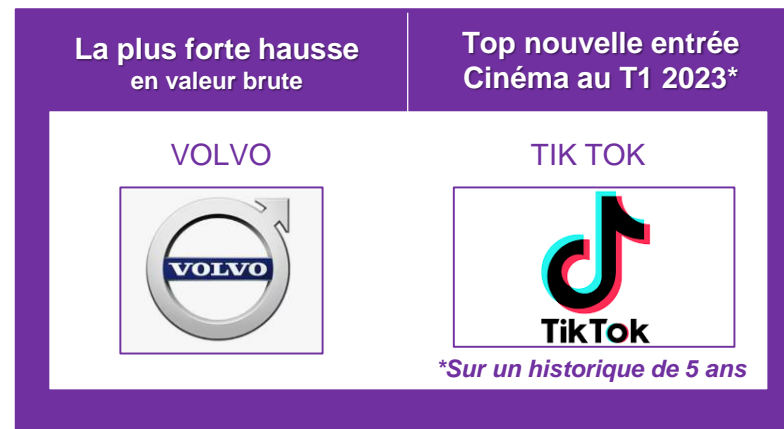 La plus forte hausse
en valeur brute
Top nouvelle entrée
Cinéma au T1 2023*
VOLVO
VOLVO
TIK TOK
TikTok
*Sur un historique de 5 ans